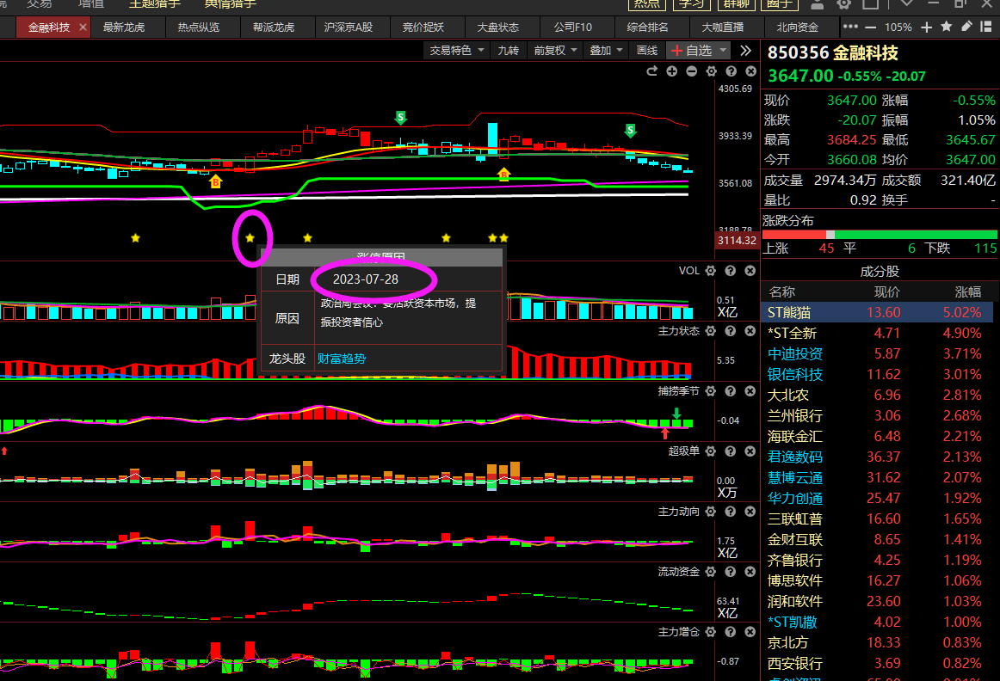 交易 增值 主题猎手 舆情猎手 热点 学习 群聊 圈子
金融科技 最新龙虎 热点纵览 帮派龙虎 沪深京A股 竞价捉妖 大盘状态 公司F10 综合排名 大咖直播 北向资金 105%
交易特色 九转 前复权 叠加 画线 自选
850356 金融科技
3647.00 -0.55% -20.07
现价 3647.00 涨幅 -0.55%
涨跌 -20.07 振幅 1.05%
最高 3684.25 最低 3645.67
今开 3660.08 均价 3647.00
成交量 2974.34万 成交额 321.40亿
量比 0.92 换手 -
涨跌分布
上涨 45 平 6 下跌 115
成分股
名称 现价 涨幅
ST熊猫 13.60 5.02%
*ST全新 4.71 4.90%
中迪投资 5.87 3.71%
银信科技 11.62 3.01%
大北农 6.96 2.81%
兰州银行 3.06 2.68%
海联金汇 6.48 2.21%
君逸数码 36.37 2.13%
慧博云通 31.62 2.07%
华力创通 25.47 1.92%
三联虹普 16.60 1.65%
金财互联 8.65 1.41%
齐鲁银行 4.25 1.19%
博思软件 16.27 1.06%
润和软件 23.60 1.03%
*ST凯撒 4.02 1.00%
京北方 18.33 0.83%
西安银行 3.69 0.82%
4305.69
3933.39
3561.08
3188.78
3114.32
S
S
B
B
涨停原因
日期 2023-07-28
原因 政治局会议：要活跃资本市场，提
振投资者信心
龙头股 财富趋势
VOL
0.51
X亿
主力状态
5.35
捕捞季节
-0.04
超级单
0.00
X万
主力动向
1.75
X亿
流动资金
63.41
X亿
主力增仓
-0.87